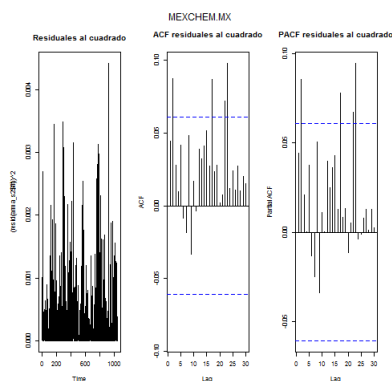 MEXCHEM.MX
Residuales al cuadrado
ACF residuales al cuadrado
PACF residuales al cuadrado
0.000
0.001
0.002
0.003
0.004
0
200
600
1000
Time
ACF
-0.10
-0.05
0.00
0.05
0.10
0 5 10 15 20 25 30
Lag
Partial ACF
-0.05
0.00
0.05
0.10
0 5 10 15 20 25 30
Lag